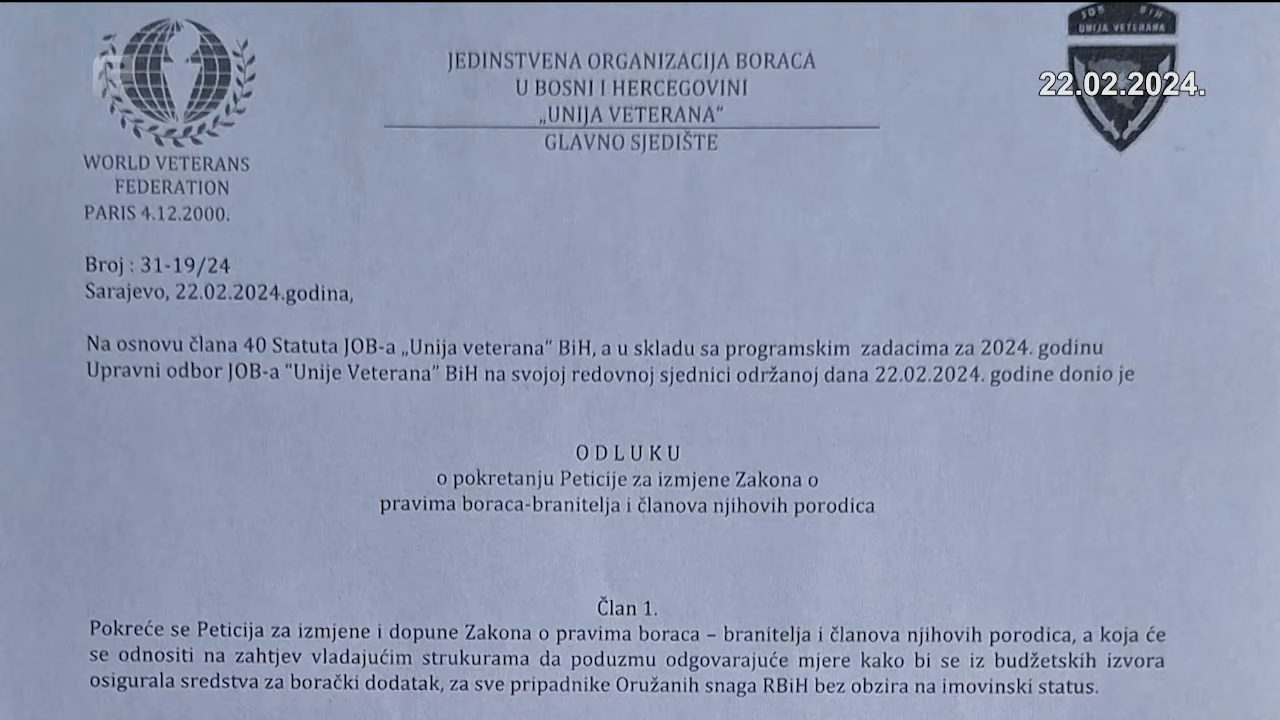 JEDINSTVENA ORGANIZACIJA BORACA
U BOSNI I HERCEGOVINI
„UNIJA VETERANA“
GLAVNO SJEDIŠTE
JOB BIH
UNIJA VETERANA
22.02.2024.
WORLD VETERANS
FEDERATION
PARIS 4.12.2000.
Broj : 31-19/24
Sarajevo, 22.02.2024.godina,
Na osnovu člana 40 Statuta JOB-a „Unija veterana“ BiH, a u skladu sa programskim zadacima za 2024. godinu
Upravni odbor JOB-a “Unije Veterana” BiH na svojoj redovnoj sjednici održanoj dana 22.02.2024. godine donio je
O D L U K U
o pokretanju Peticije za izmjene Zakona o
pravima boraca-branitelja i članova njihovih porodica
Član 1.
Pokreće se Peticija za izmjene i dopune Zakona o pravima boraca – branitelja i članova njihovih porodica, a koja će
se odnositi na zahtjev vladajućim strukurama da poduzmu odgovarajuće mjere kako bi se iz budžetskih izvora
osigurala sredstva za borački dodatak, za sve pripadnike Oružanih snaga RBiH bez obzira na imovinski status.